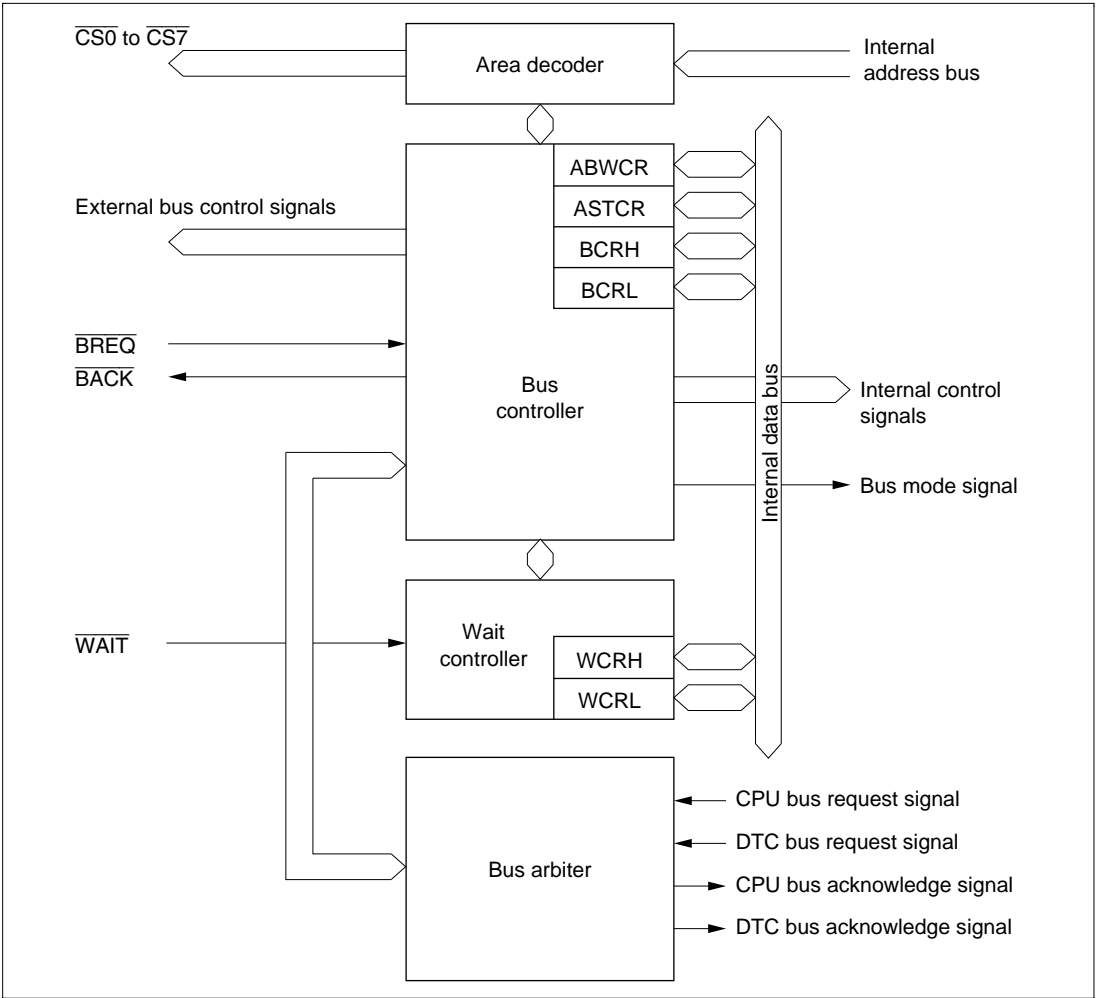 CS0 to CS7
Area decoder
Internal
address bus
ABWCR
External bus control signals
ASTCR
BCRH
BCRL
BREQ
BACK
Bus
controller
Internal data bus
Internal control
signals
Bus mode signal
WAIT
Wait
controller
WCRH
WCRL
CPU bus request signal
DTC bus request signal
Bus arbiter
CPU bus acknowledge signal
DTC bus acknowledge signal